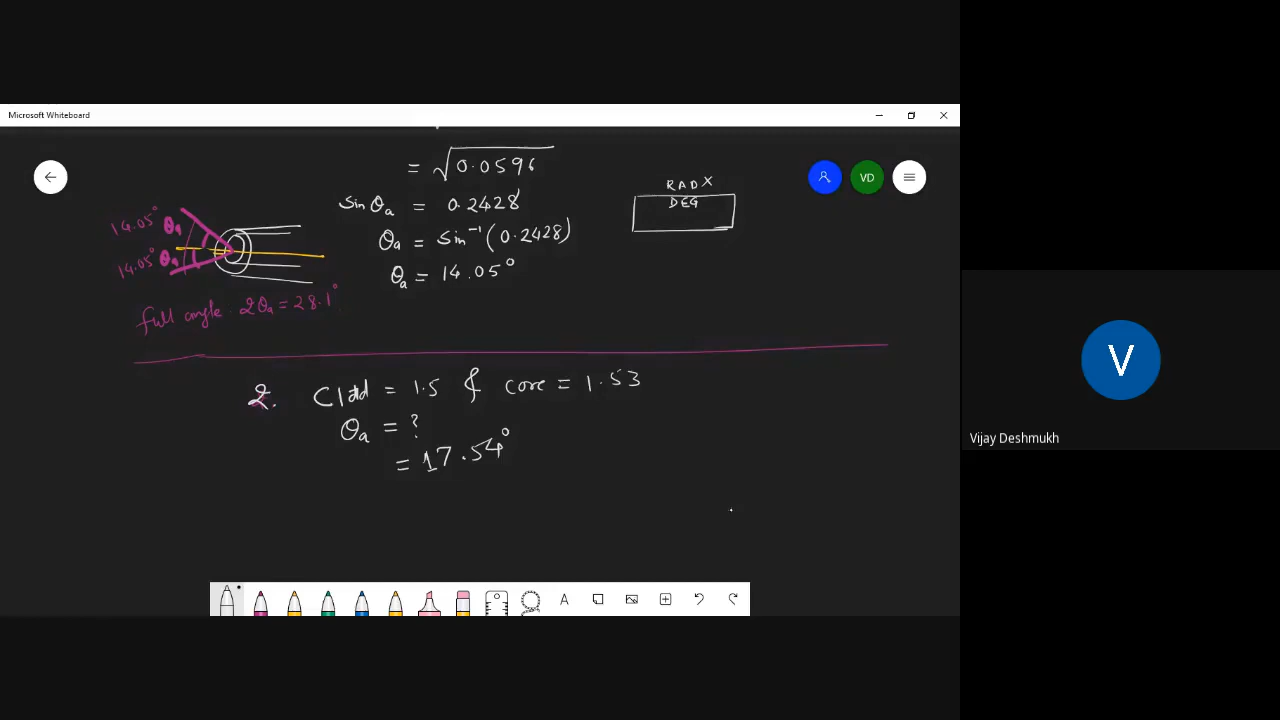 Microsoft Whiteboard
= √0.0596
sin θa = 0.2428
θa = sin⁻¹(0.2428)
θa = 14.05°
RAD X
DEG
14.05° θa
14.05° θa
full angle. 2θa = 28.1°
2. Cladd = 1.5 & core = 1.53
θa = ?
= 17.54°
VD
A
V
Vijay Deshmukh